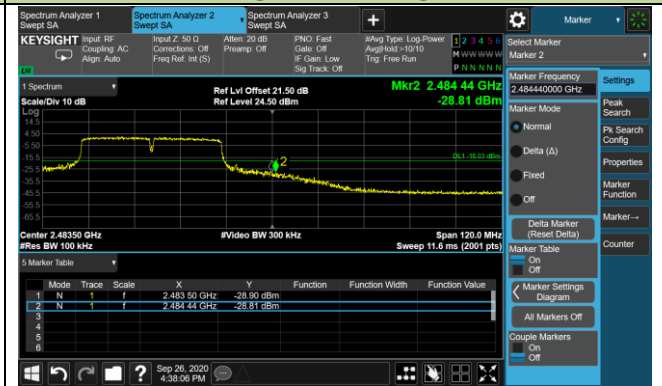 Spectrum Analyzer 1
Swept SA
Spectrum Analyzer 2
Swept SA
Spectrum Analyzer 3
Swept SA
+
Marker
KEYSIGHT
Input: RF
Coupling: AC
Align: Auto
Input Z: 50 Ω
Corrections: Off
Freq Ref: Int (S)
Atten: 20 dB
Preamp: Off
PNO: Fast
Gate: Off
IF Gain: Low
Sig Track: Off
#Avg Type: Log-Power
Avg|Hold:>10/10
Trig: Free Run
1 2 3 4 5 6
M W W W W W
P N N N N N
LXI
Select Marker
Marker 2
1 Spectrum
Scale/Div 10 dB
Log
Ref Lvl Offset 21.50 dB
Ref Level 24.50 dBm
Mkr2 2.484 44 GHz
-28.81 dBm
14.5
4.50
-5.50
-15.5
-25.5
-35.5
-45.5
-55.5
-65.5
2
DL1 -18.03 dBm
Center 2.48350 GHz
#Res BW 100 kHz
#Video BW 300 kHz
Span 120.0 MHz
Sweep 11.6 ms (2001 pts)
5 Marker Table
Mode Trace Scale X Y Function Function Width Function Value
1 N 1 f 2.483 50 GHz -28.90 dBm
2 N 1 f 2.484 44 GHz -28.81 dBm
3
4
5
6
Marker Frequency
2.484440000 GHz
Marker Mode
Normal
Delta (Δ)
Fixed
Off
Delta Marker
(Reset Delta)
Marker Table
On
Off
Marker Settings
Diagram
All Markers Off
Couple Markers
On
Off
Settings
Peak
Search
Pk Search
Config
Properties
Marker
Function
Marker→
Counter
?
Sep 26, 2020
4:38:06 PM